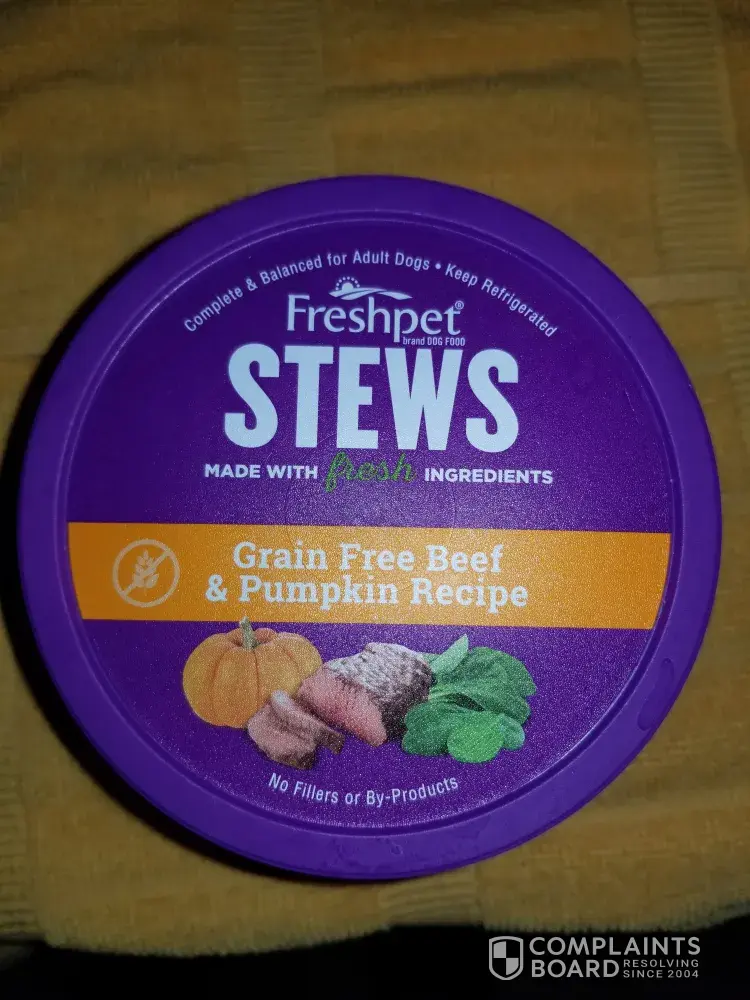 Complete & Balanced for Adult Dogs • Keep Refrigerated
Freshpet®
brand DOG FOOD
STEWS
MADE WITH fresh INGREDIENTS
Grain Free Beef
& Pumpkin Recipe
No Fillers or By-Products
COMPLAINTS
BOARD RESOLVING
SINCE 2004